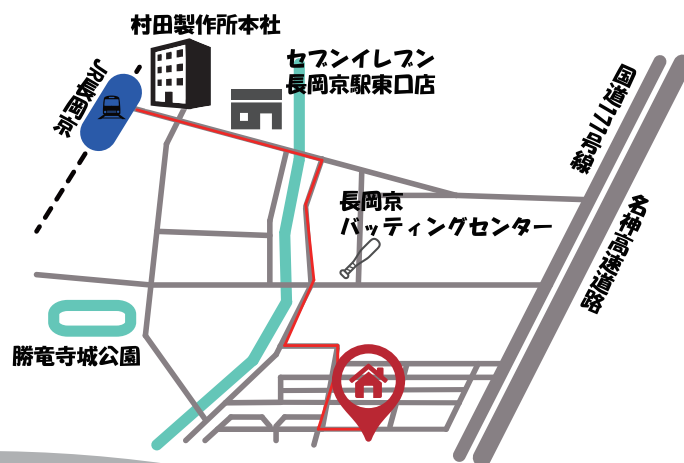 村田製作所本社
セブンイレブン
長岡京駅東口店
JR長岡京
国道171号線
長岡京
バッティングセンター
名神高速道路
勝竜寺城公園